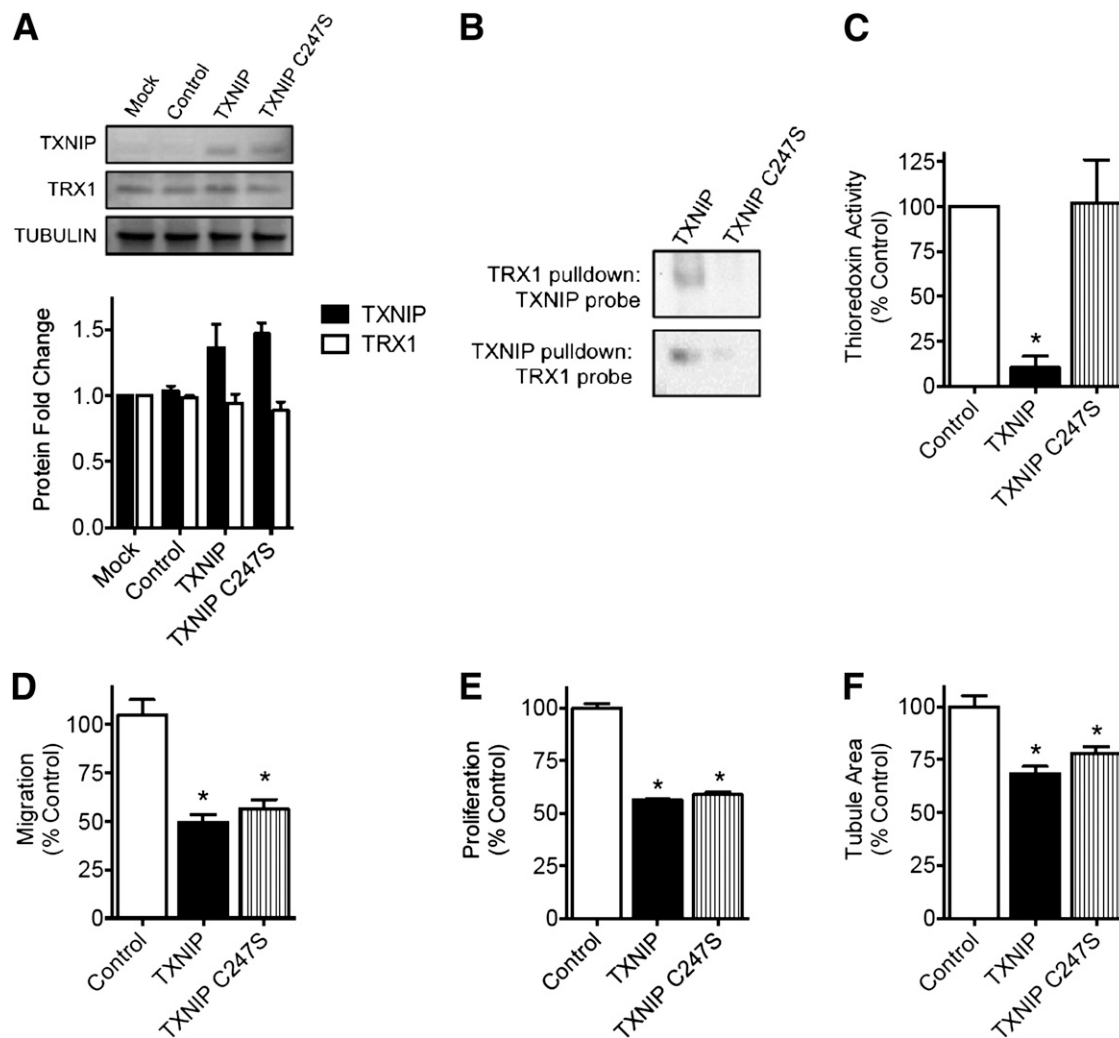 A
Mock
Control
TXNIP
TXNIP C247S
TXNIP
TRX1
TUBULIN
Protein Fold Change
1.5
1.0
0.5
0.0
TXNIP
TRX1
Mock
Control
TXNIP
TXNIP C247S
B
TXNIP
TXNIP C247S
TRX1 pulldown:
TXNIP probe
TXNIP pulldown:
TRX1 probe
C
Thioredoxin Activity
(% Control)
125
100
75
50
25
0
*
Control
TXNIP
TXNIP C247S
D
Migration
(% Control)
100
75
50
25
0
*
*
Control
TXNIP
TXNIP C247S
E
Proliferation
(% Control)
100
75
50
25
0
*
*
Control
TXNIP
TXNIP C247S
F
Tubule Area
(% Control)
100
75
50
25
0
*
*
Control
TXNIP
TXNIP C247S